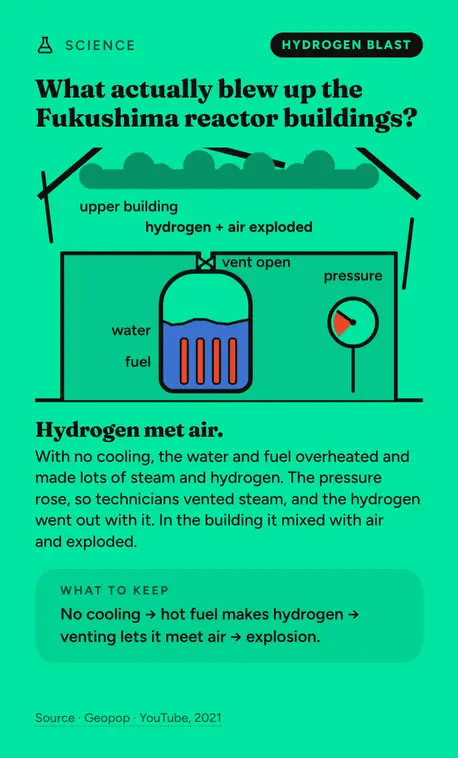 SCIENCE
HYDROGEN BLAST
What actually blew up the
Fukushima reactor buildings?
upper building
hydrogen + air exploded
vent open
pressure
water
fuel
Hydrogen met air.
With no cooling, the water and fuel overheated and
made lots of steam and hydrogen. The pressure
rose, so technicians vented steam, and the hydrogen
went out with it. In the building it mixed with air
and exploded.
WHAT TO KEEP
No cooling → hot fuel makes hydrogen →
venting lets it meet air → explosion.
Source · Geopop · YouTube, 2021